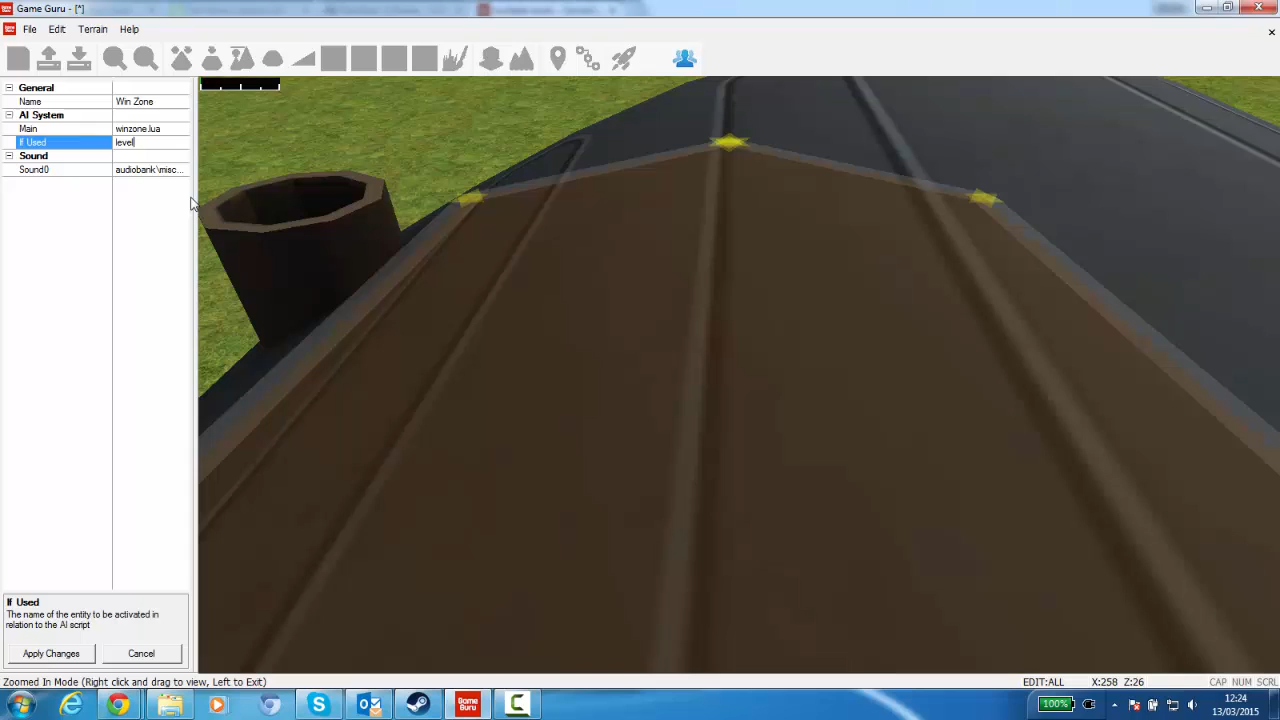 Game Guru - [*]
File Edit Terrain Help
General
Name Win Zone
AI System
Main winzone.lua
If Used level
Sound
Sound0 audiobank\misc...
If Used
The name of the entity to be activated in
relation to the AI script
Apply Changes Cancel
Zoomed In Mode (Right click and drag to view, Left to Exit) EDIT:ALL X:258 Z:26 CAP NUM SCRL
GAME GURU
100% 12:24
13/03/2015